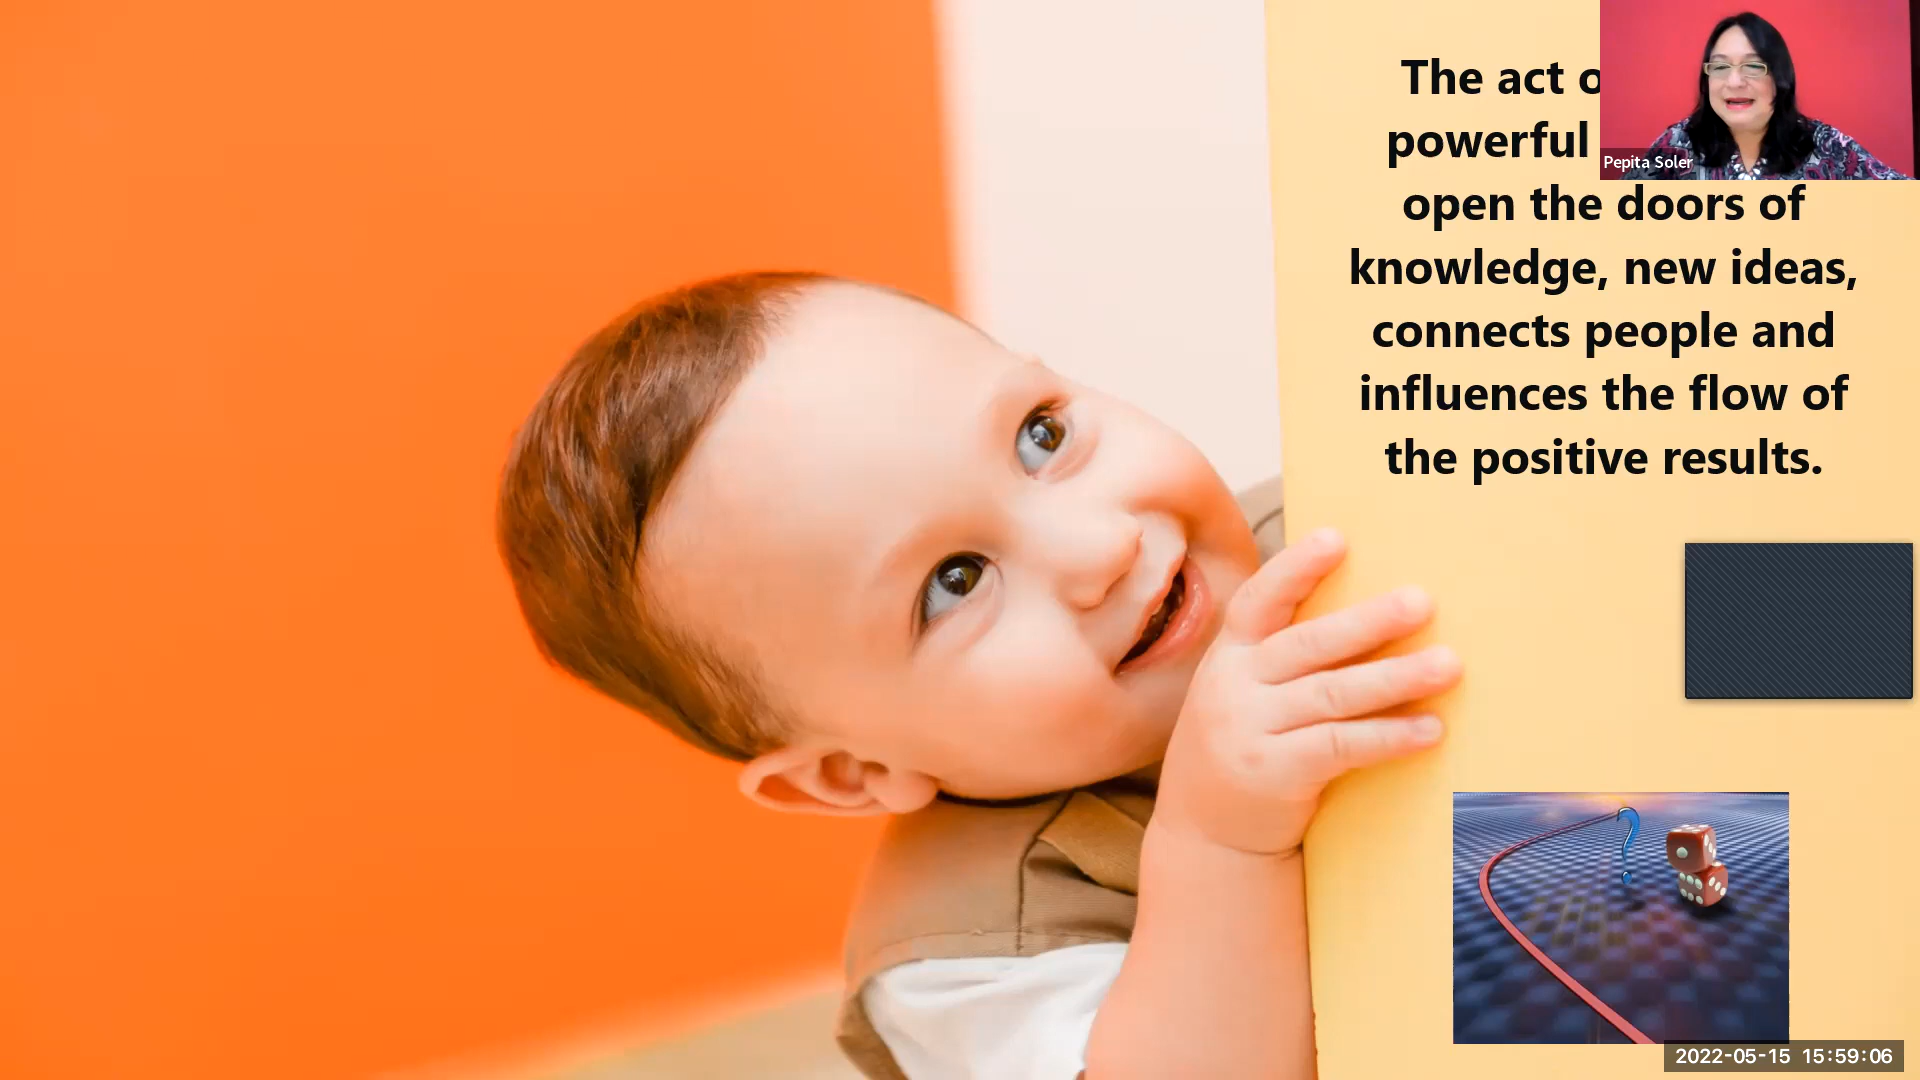 The act
powerful
open the doors of
knowledge, new ideas,
connects people and
influences the flow of
the positive results.
Pepita Soler
?
2022-05-15 15:59:06